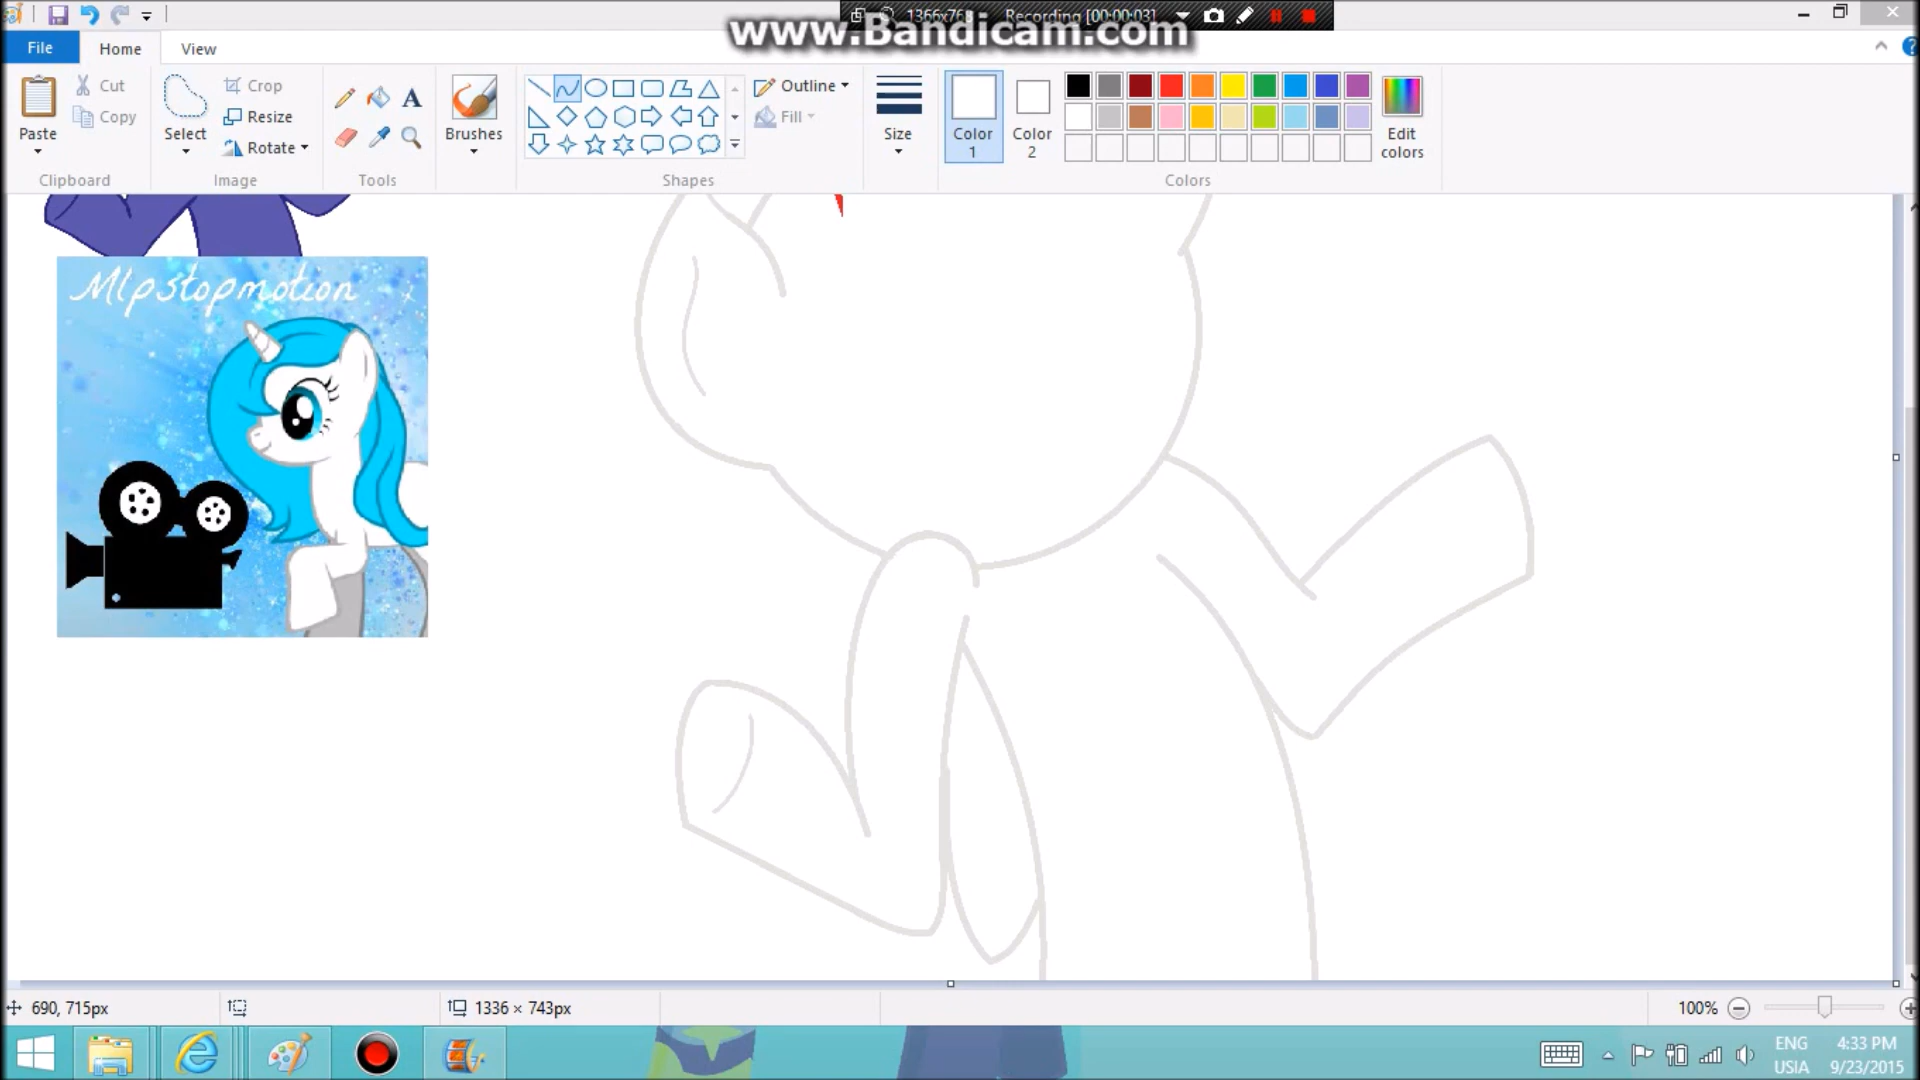 1366x768 Recording [00:00:03]
www.Bandicam.com
File Home View
Cut
Copy
Paste
Crop
Resize
Rotate
Select
Brushes
Outline
Fill
Size
Color 1
Color 2
Edit colors
Clipboard Image Tools Shapes Colors
Mlpstopmotion
690, 715px 1336 × 743px 100%
ENG 4:33 PM
USIA 9/23/2015